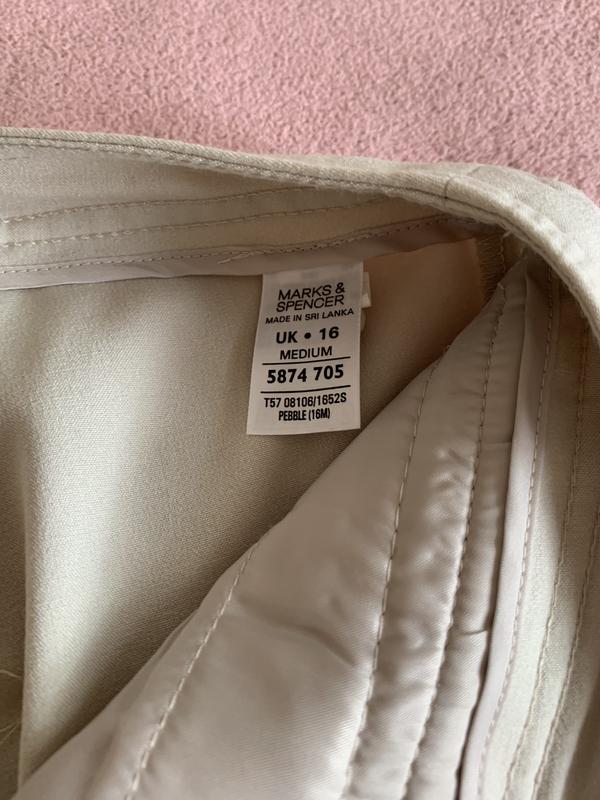 MARKS &
SPENCER
MADE IN SRI LANKA
UK • 16
MEDIUM
5874 705
T57 08106/1652S
PEBBLE (16M)